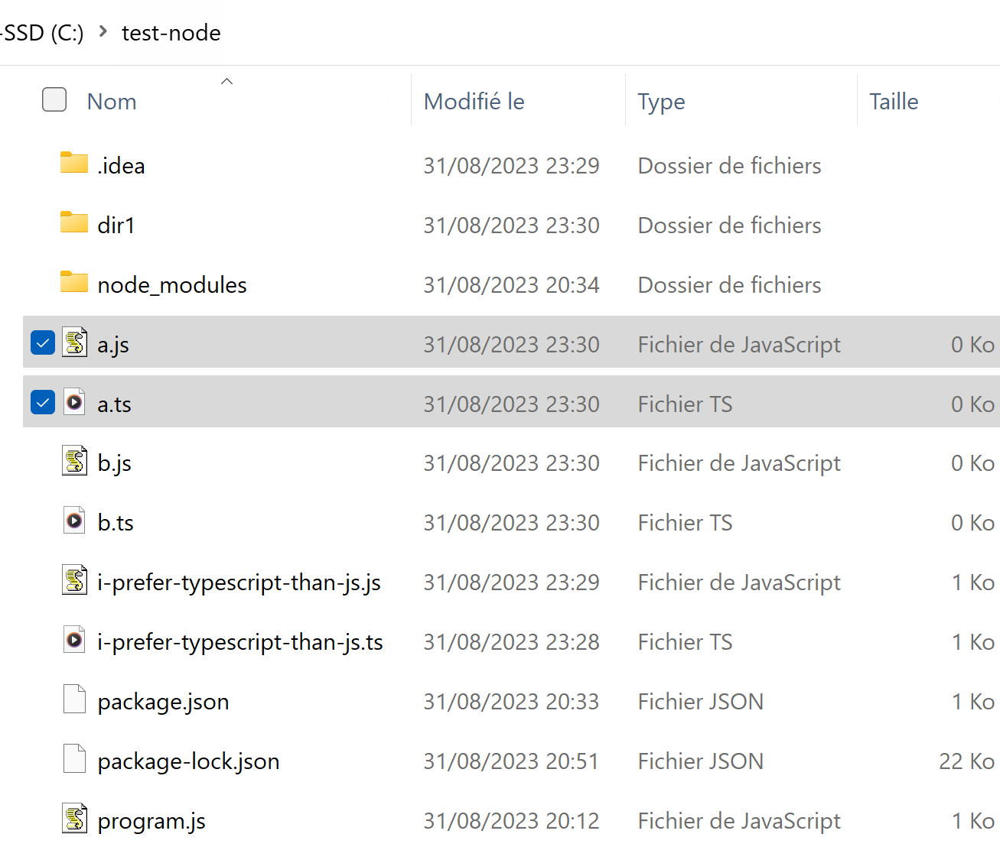 -SSD (C:) > test-node
Nom Modifié le Type Taille
.idea 31/08/2023 23:29 Dossier de fichiers
dir1 31/08/2023 23:30 Dossier de fichiers
node_modules 31/08/2023 20:34 Dossier de fichiers
a.js 31/08/2023 23:30 Fichier de JavaScript 0 Ko
a.ts 31/08/2023 23:30 Fichier TS 0 Ko
b.js 31/08/2023 23:30 Fichier de JavaScript 0 Ko
b.ts 31/08/2023 23:30 Fichier TS 0 Ko
i-prefer-typescript-than-js.js 31/08/2023 23:29 Fichier de JavaScript 1 Ko
i-prefer-typescript-than-js.ts 31/08/2023 23:28 Fichier TS 1 Ko
package.json 31/08/2023 20:33 Fichier JSON 1 Ko
package-lock.json 31/08/2023 20:51 Fichier JSON 22 Ko
program.js 31/08/2023 20:12 Fichier de JavaScript 1 Ko